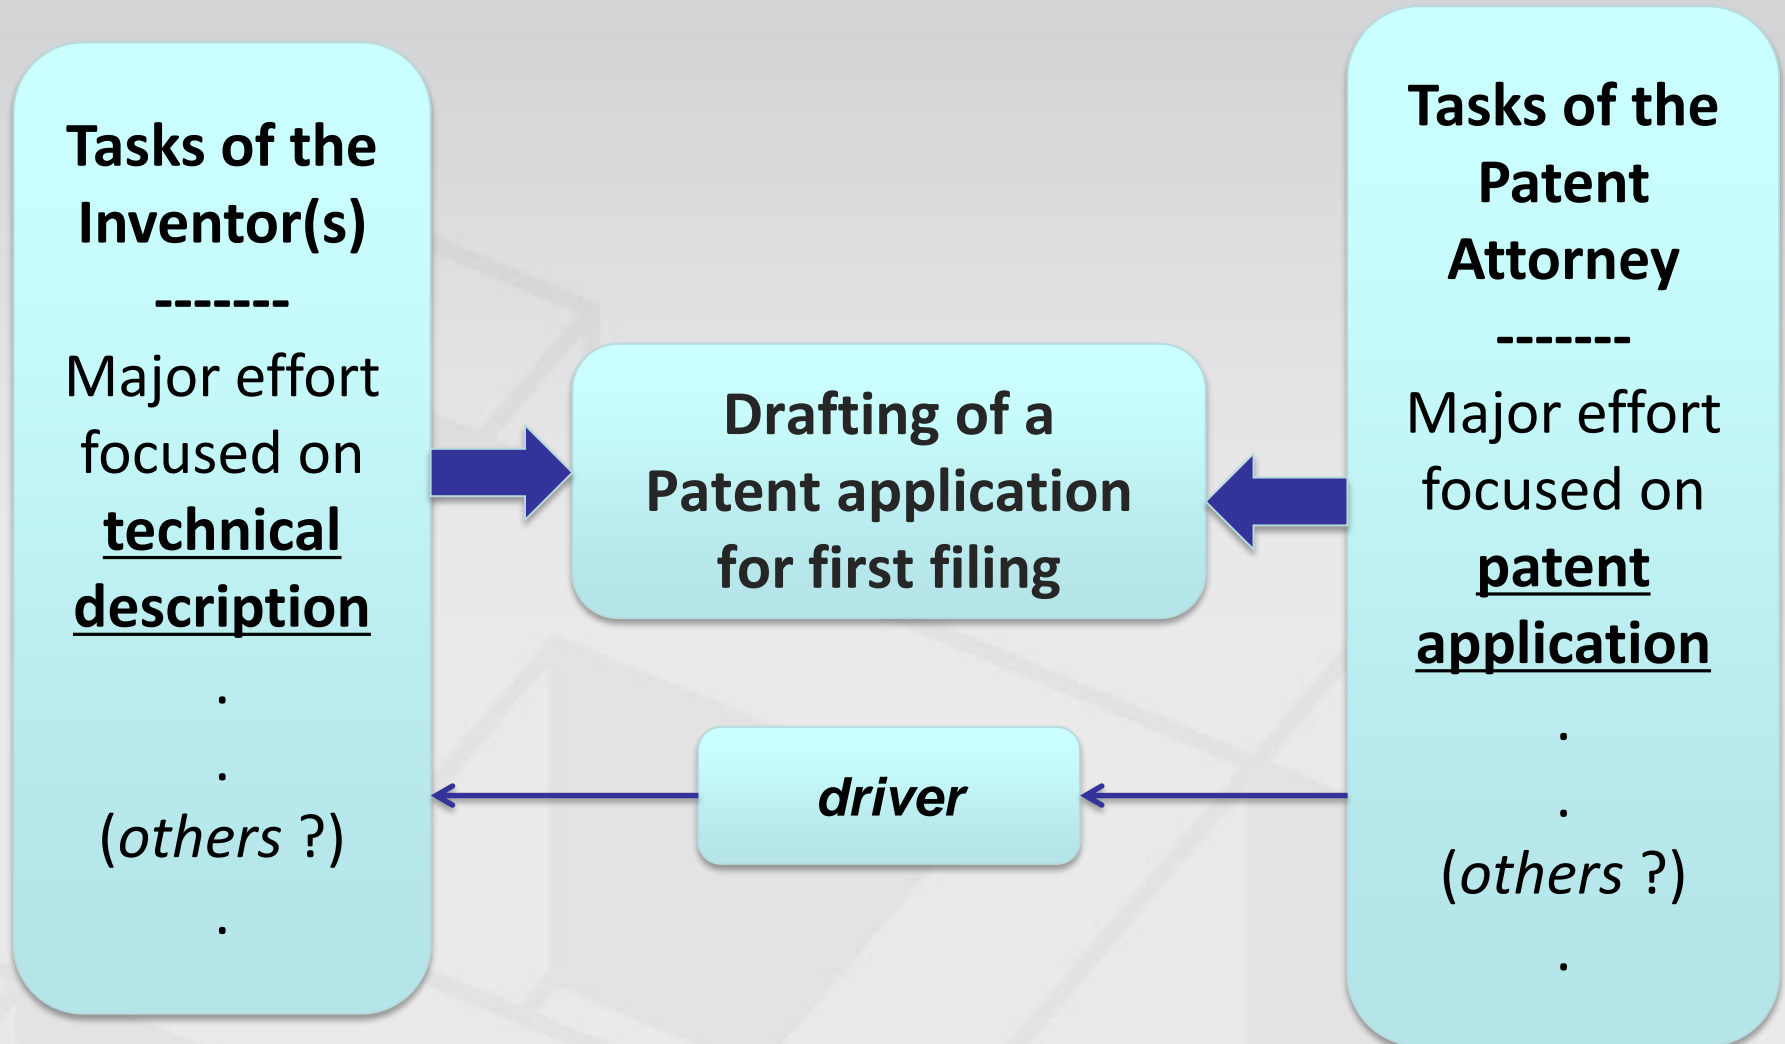 Tasks of the
Inventor(s)
-------
Major effort
focused on
technical
description
.
.
(others ?)
.
Drafting of a
Patent application
for first filing
driver
Tasks of the
Patent
Attorney
-------
Major effort
focused on
patent
application
.
.
(others ?)
.